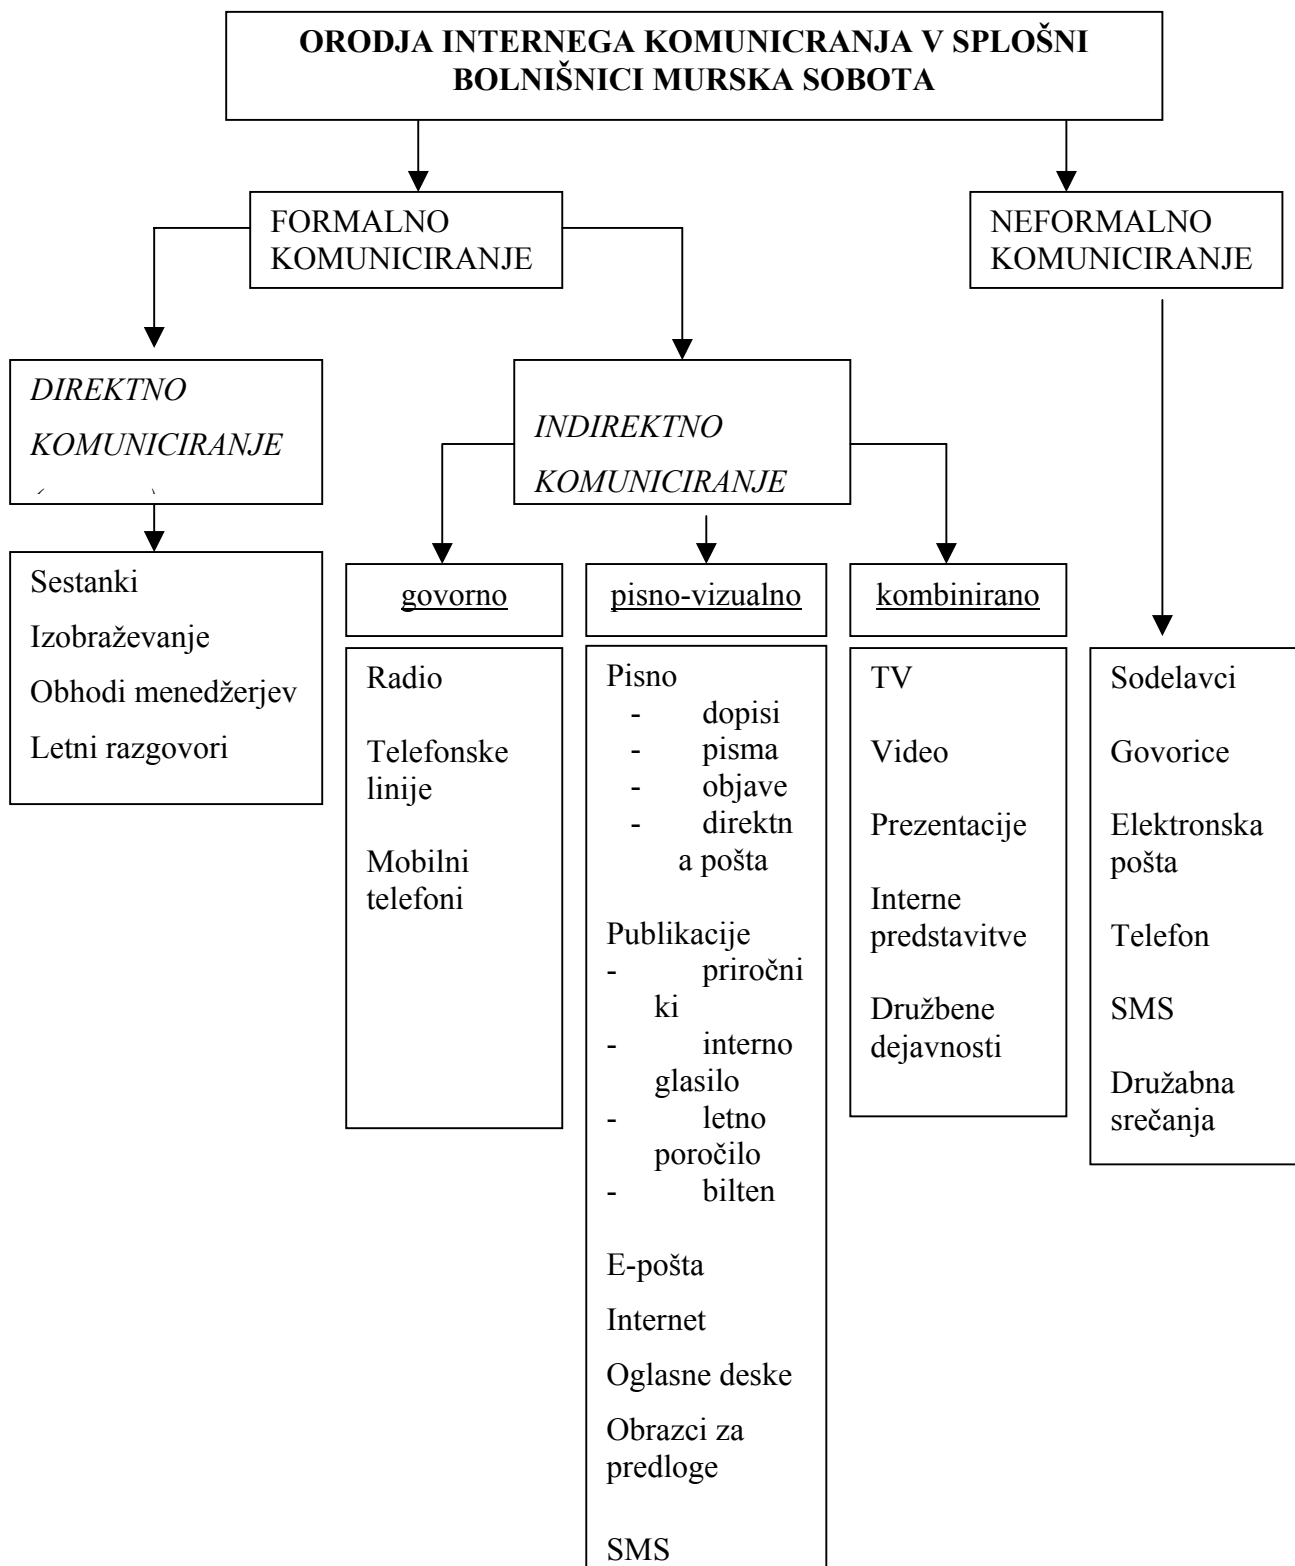 ORODJA INTERNEGA KOMUNICRANJA V SPLOŠNI
BOLNIŠNICI MURSKA SOBOTA
FORMALNO
KOMUNICIRANJE
NEFORMALNO
KOMUNICIRANJE
DIREKTNO
KOMUNICIRANJE
INDIREKTNO
KOMUNICIRANJE
Sestanki
Izobraževanje
Obhodi menedžerjev
Letni razgovori
govorno
Radio
Telefonske
linije
Mobilni
telefoni
pisno-vizualno
Pisno
- dopisi
- pisma
- objave
- direktn
a pošta
Publikacije
- priročni
ki
- interno
glasilo
- letno
poročilo
- bilten
E-pošta
Internet
Oglasne deske
Obrazci za
predloge
SMS
kombinirano
TV
Video
Prezentacije
Interne
predstavitve
Družbene
dejavnosti
Sodelavci
Govorice
Elektronska
pošta
Telefon
SMS
Družabna
srečanja